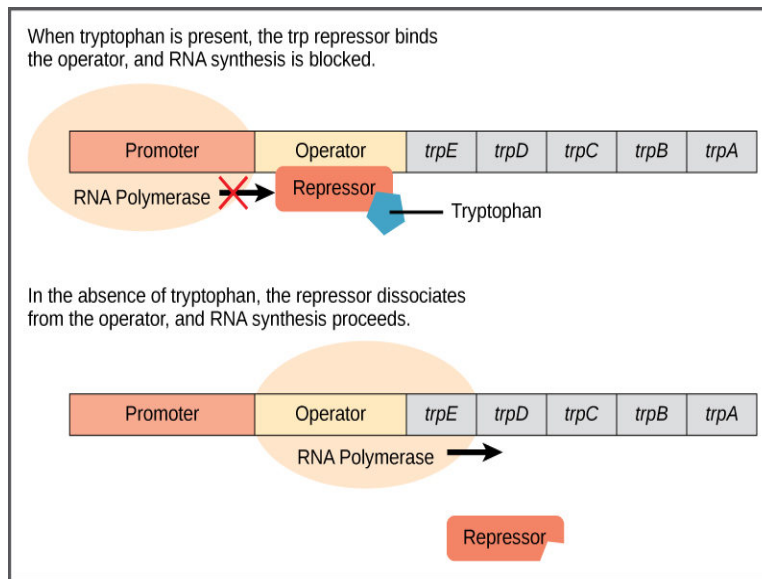 When tryptophan is present, the trp repressor binds
the operator, and RNA synthesis is blocked.
Promoter Operator trpE trpD trpC trpB trpA
RNA Polymerase Repressor
Tryptophan
In the absence of tryptophan, the repressor dissociates
from the operator, and RNA synthesis proceeds.
Promoter Operator trpE trpD trpC trpB trpA
RNA Polymerase
Repressor